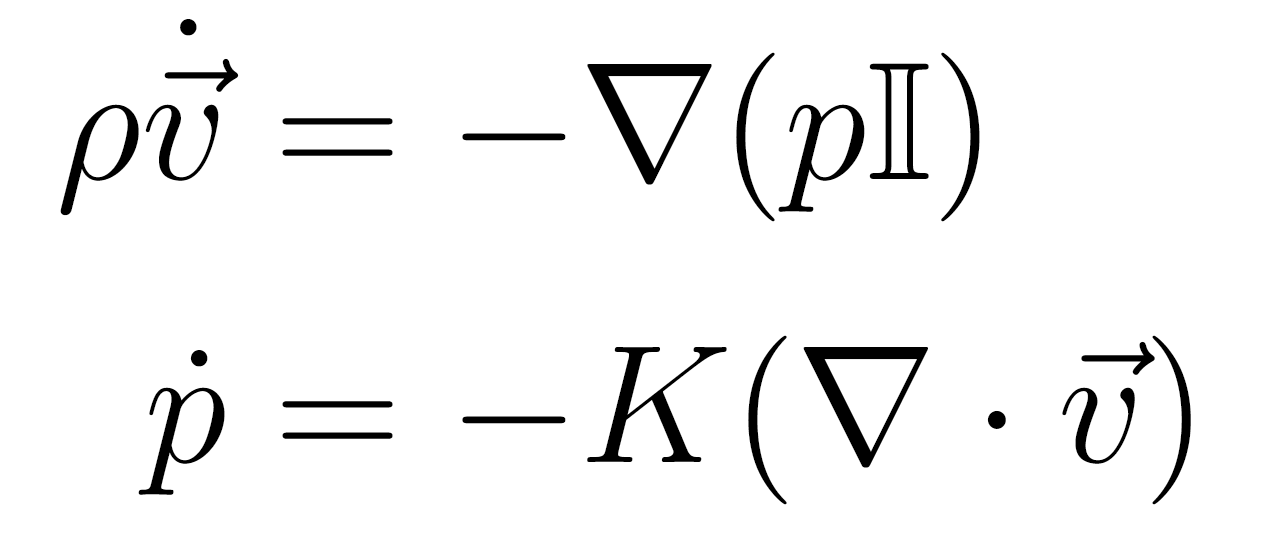 ρ\dot{\vec{v}} = −∇(p𝕀)
\dot{p} = −K(∇ · \vec{v})